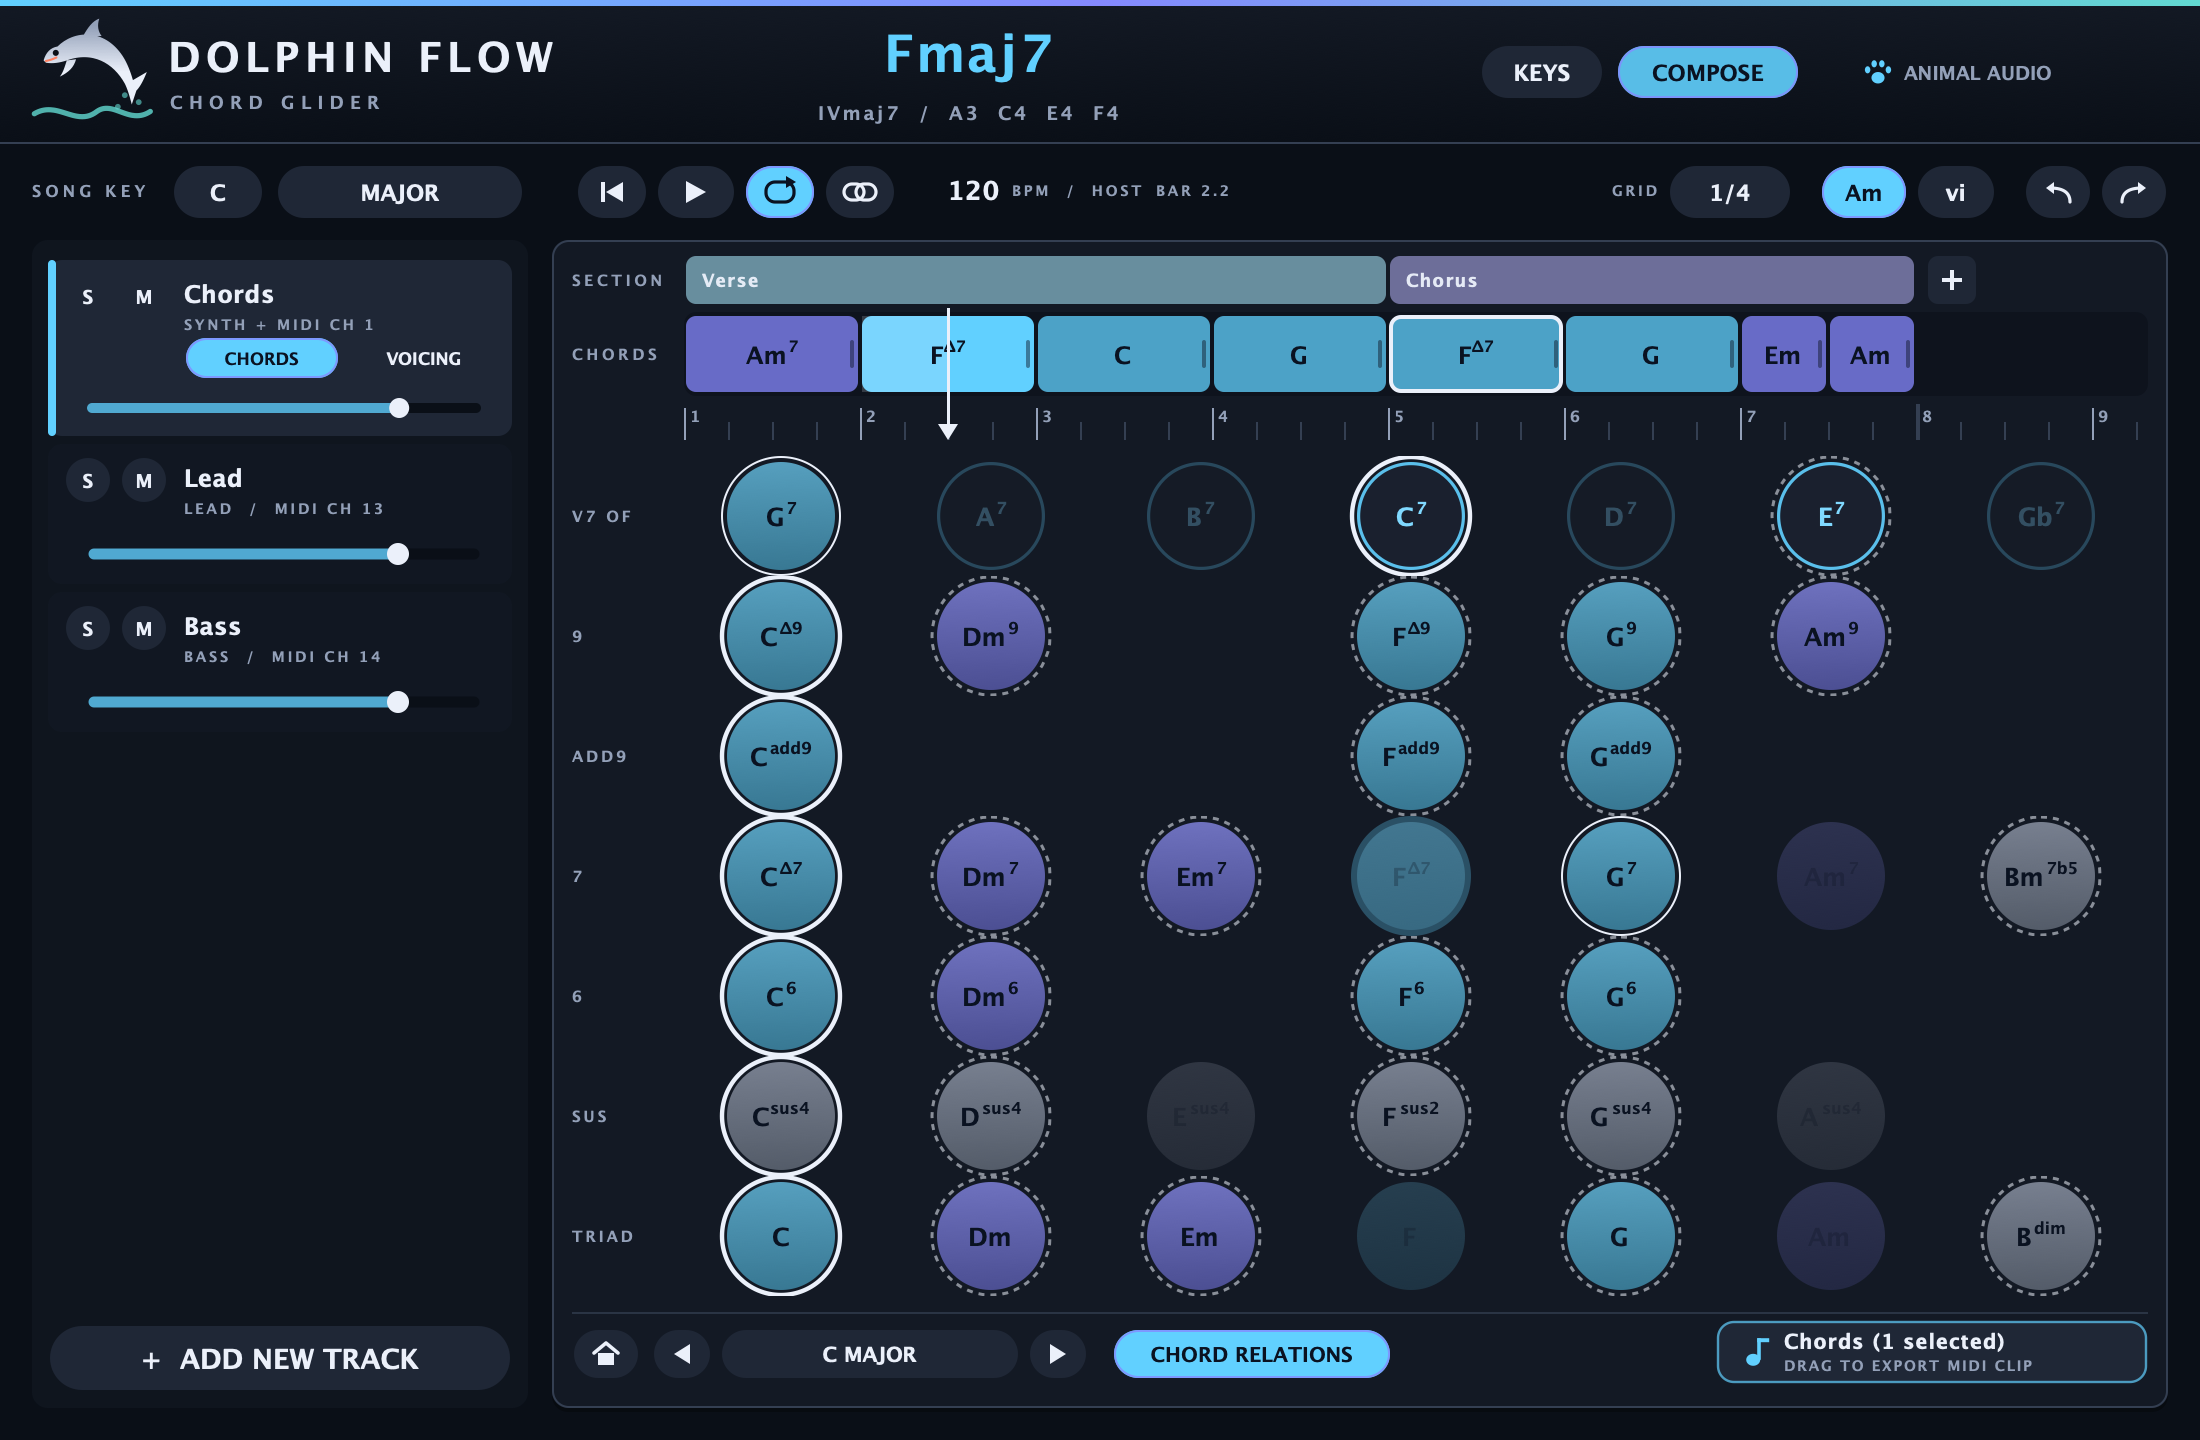 DOLPHIN FLOW
CHORD GLIDER
Fmaj7
IVmaj7 / A3 C4 E4 F4
KEYS COMPOSE ANIMAL AUDIO
SONG KEY C MAJOR
120 BPM / HOST BAR 2.2
GRID 1/4 Am vi
S M Chords
SYNTH + MIDI CH 1
CHORDS VOICING
S M Lead
LEAD / MIDI CH 13
S M Bass
BASS / MIDI CH 14
+ ADD NEW TRACK
SECTION Verse Chorus +
CHORDS Am7 FΔ7 C G FΔ7 G Em Am
1 2 3 4 5 6 7 8 9
V7 OF G7 A7 B7 C7 D7 E7 Gb7
9 CΔ9 Dm9 FΔ9 G9 Am9
ADD9 Cadd9 Fadd9 Gadd9
7 CΔ7 Dm7 Em7 FΔ7 G7 Am7 Bm7b5
6 C6 Dm6 F6 G6
SUS Csus4 Dsus4 Esus4 Fsus2 Gsus4 Asus4
TRIAD C Dm Em F G Am Bdim
C MAJOR CHORD RELATIONS
Chords (1 selected)
DRAG TO EXPORT MIDI CLIP